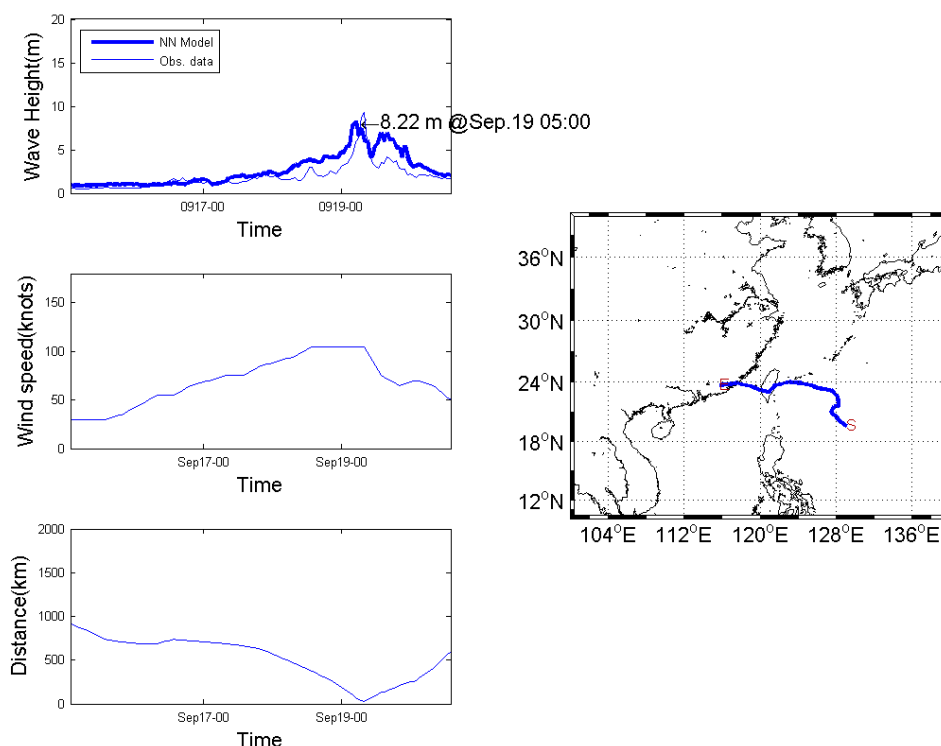 20
15
10
5
0
Wave Height(m)
NN Model
Obs. data
←8.22 m @Sep.19 05:00
0917-00
0919-00
Time
150
100
50
0
Wind speed(knots)
Sep17-00
Sep19-00
Time
2000
1500
1000
500
0
Distance(km)
Sep17-00
Sep19-00
Time
36°N
30°N
24°N
18°N
12°N
E
S
104°E
112°E
120°E
128°E
136°E